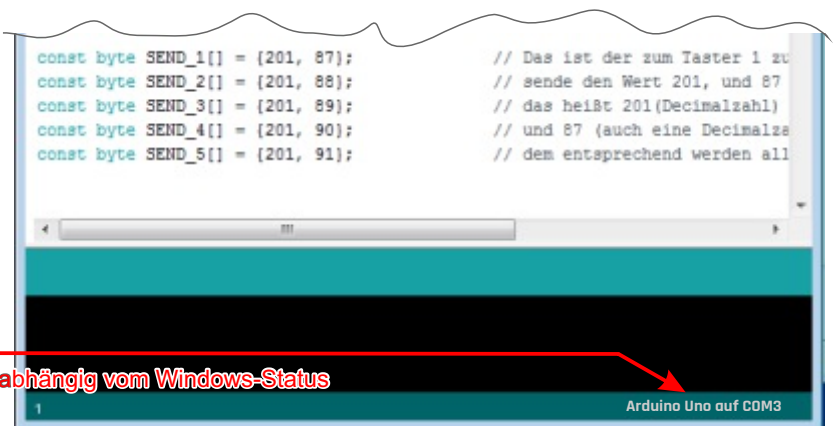 const byte SEND_1[] = {201, 87}; // Das ist der zum Taster 1 zu
const byte SEND_2[] = {201, 88}; // sende den Wert 201, und 87
const byte SEND_3[] = {201, 89}; // das heißt 201(Decimalzahl)
const byte SEND_4[] = {201, 90}; // und 87 (auch eine Decimalza
const byte SEND_5[] = {201, 91}; // dem entsprechend werden all
abhängig vom Windows-Status
1 Arduino Uno auf COM3